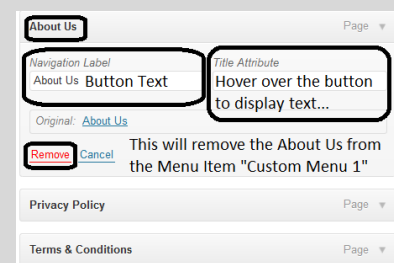 About Us Page
Navigation Label Title Attribute
About Us Button Text Hover over the button
to display text...
Original: About Us
Remove Cancel This will remove the About Us from
the Menu Item "Custom Menu 1"
Privacy Policy Page
Terms & Conditions Page